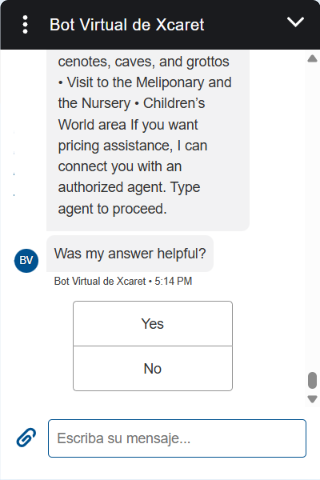 Bot Virtual de Xcaret
cenotes, caves, and grottos
• Visit to the Meliponary and
the Nursery • Children’s
World area If you want
pricing assistance, I can
connect you with an
authorized agent. Type
agent to proceed.
BV
Was my answer helpful?
Bot Virtual de Xcaret • 5:14 PM
Yes
No
Escriba su mensaje...